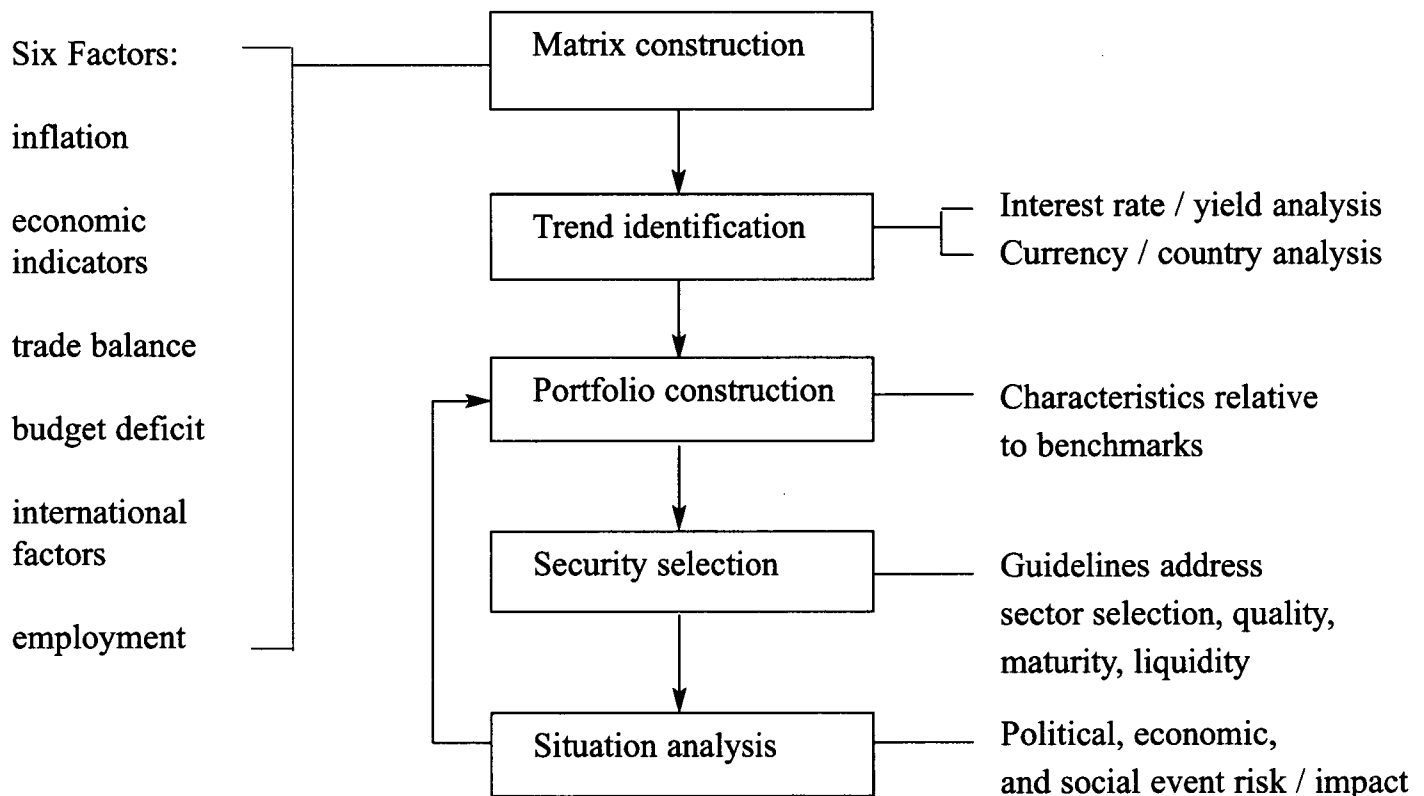 Six Factors:
inflation
economic
indicators
trade balance
budget deficit
international
factors
employment
Matrix construction
Trend identification
Interest rate / yield analysis
Currency / country analysis
Portfolio construction
Characteristics relative
to benchmarks
Security selection
Guidelines address
sector selection, quality,
maturity, liquidity
Situation analysis
Political, economic,
and social event risk / impact